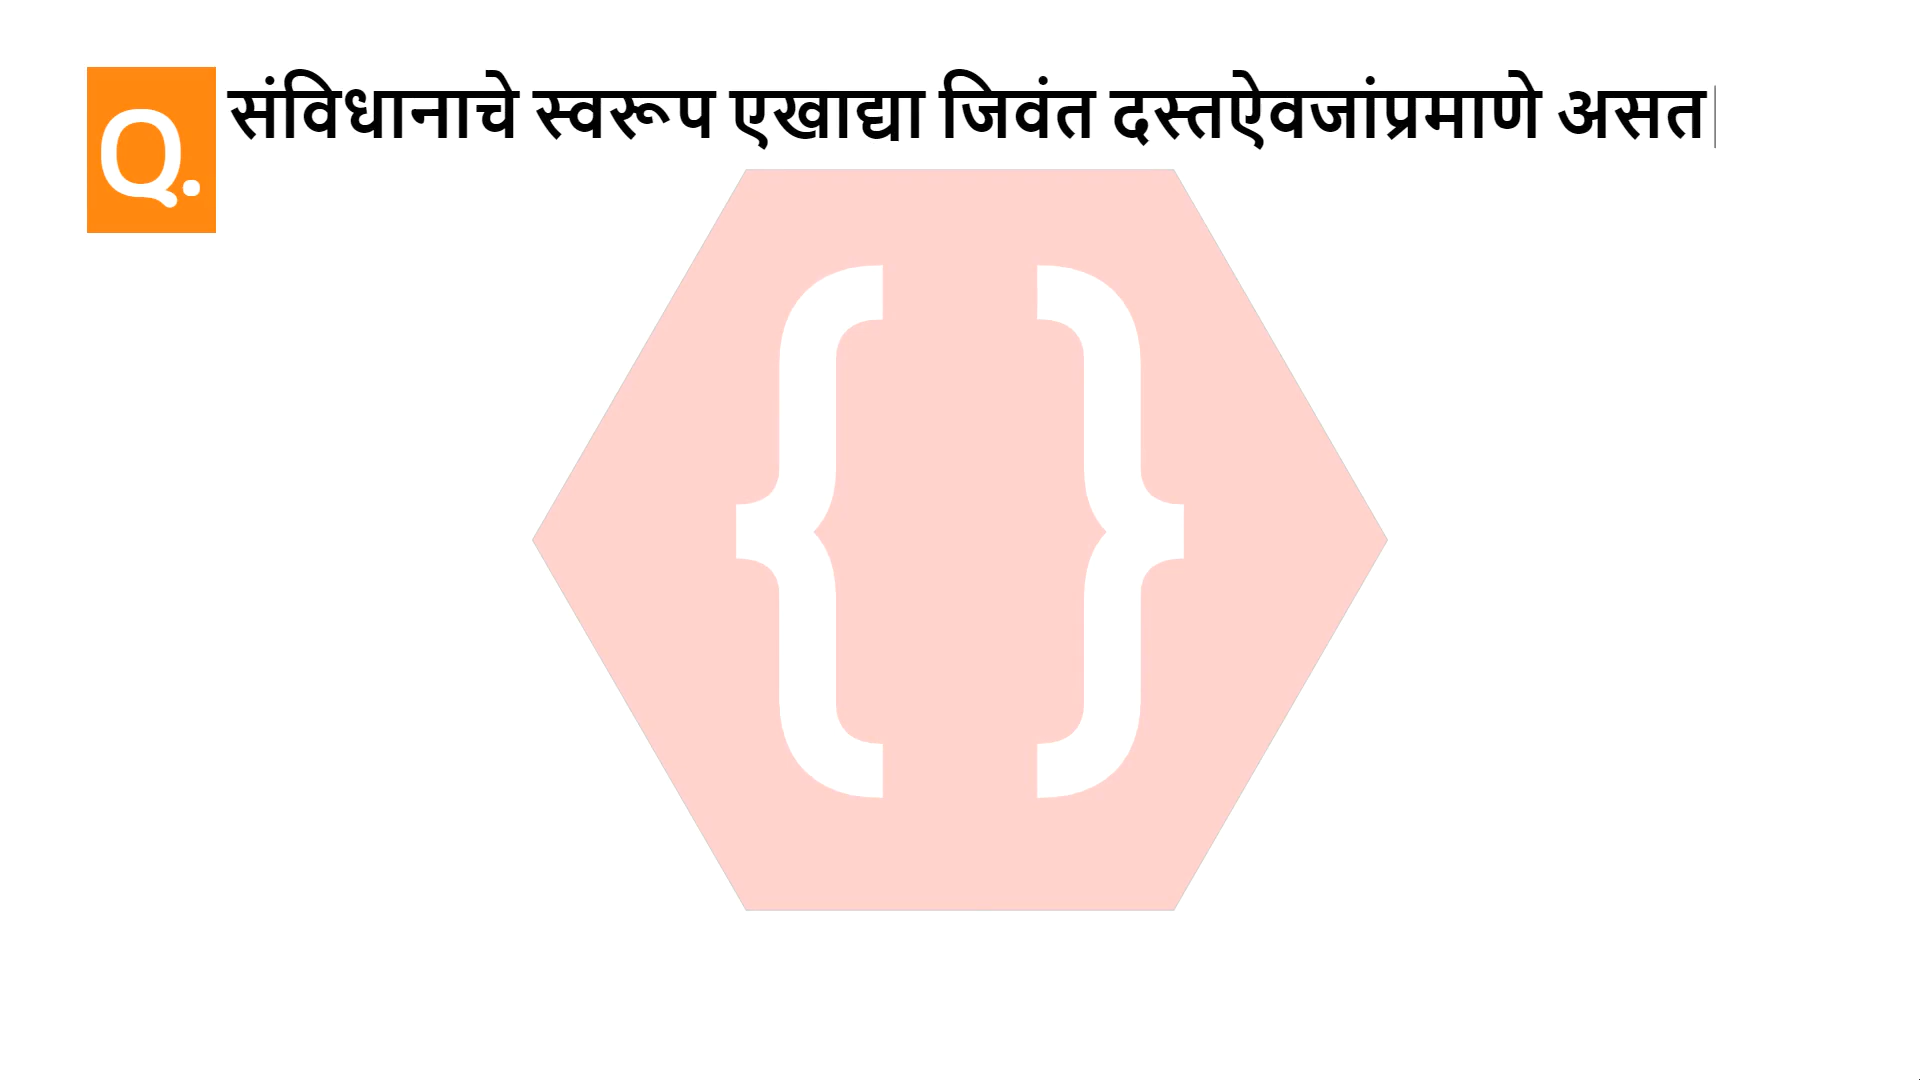 Q. संविधानाचे स्वरूप एखाद्या जिवंत दस्तऐवजांप्रमाणे असत
{ }